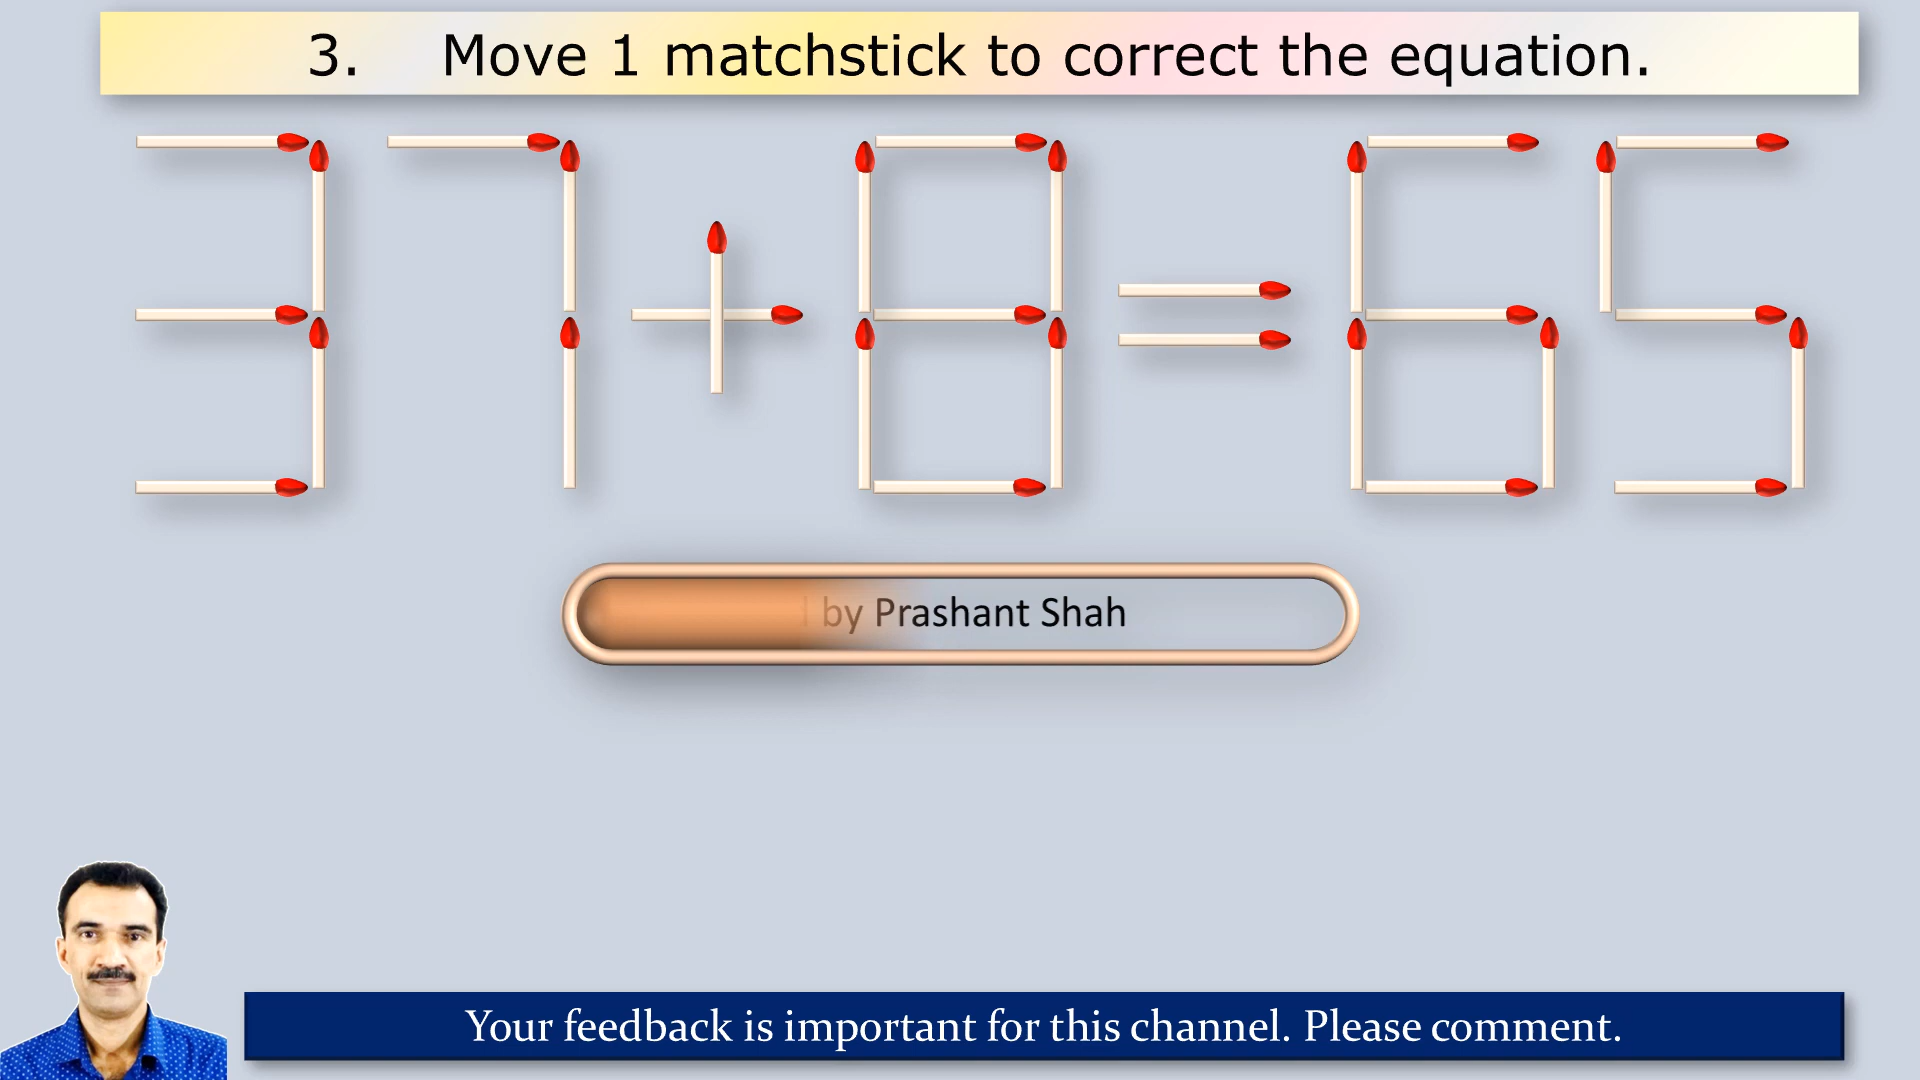 3. Move 1 matchstick to correct the equation.
37+8=65
by Prashant Shah
Your feedback is important for this channel. Please comment.